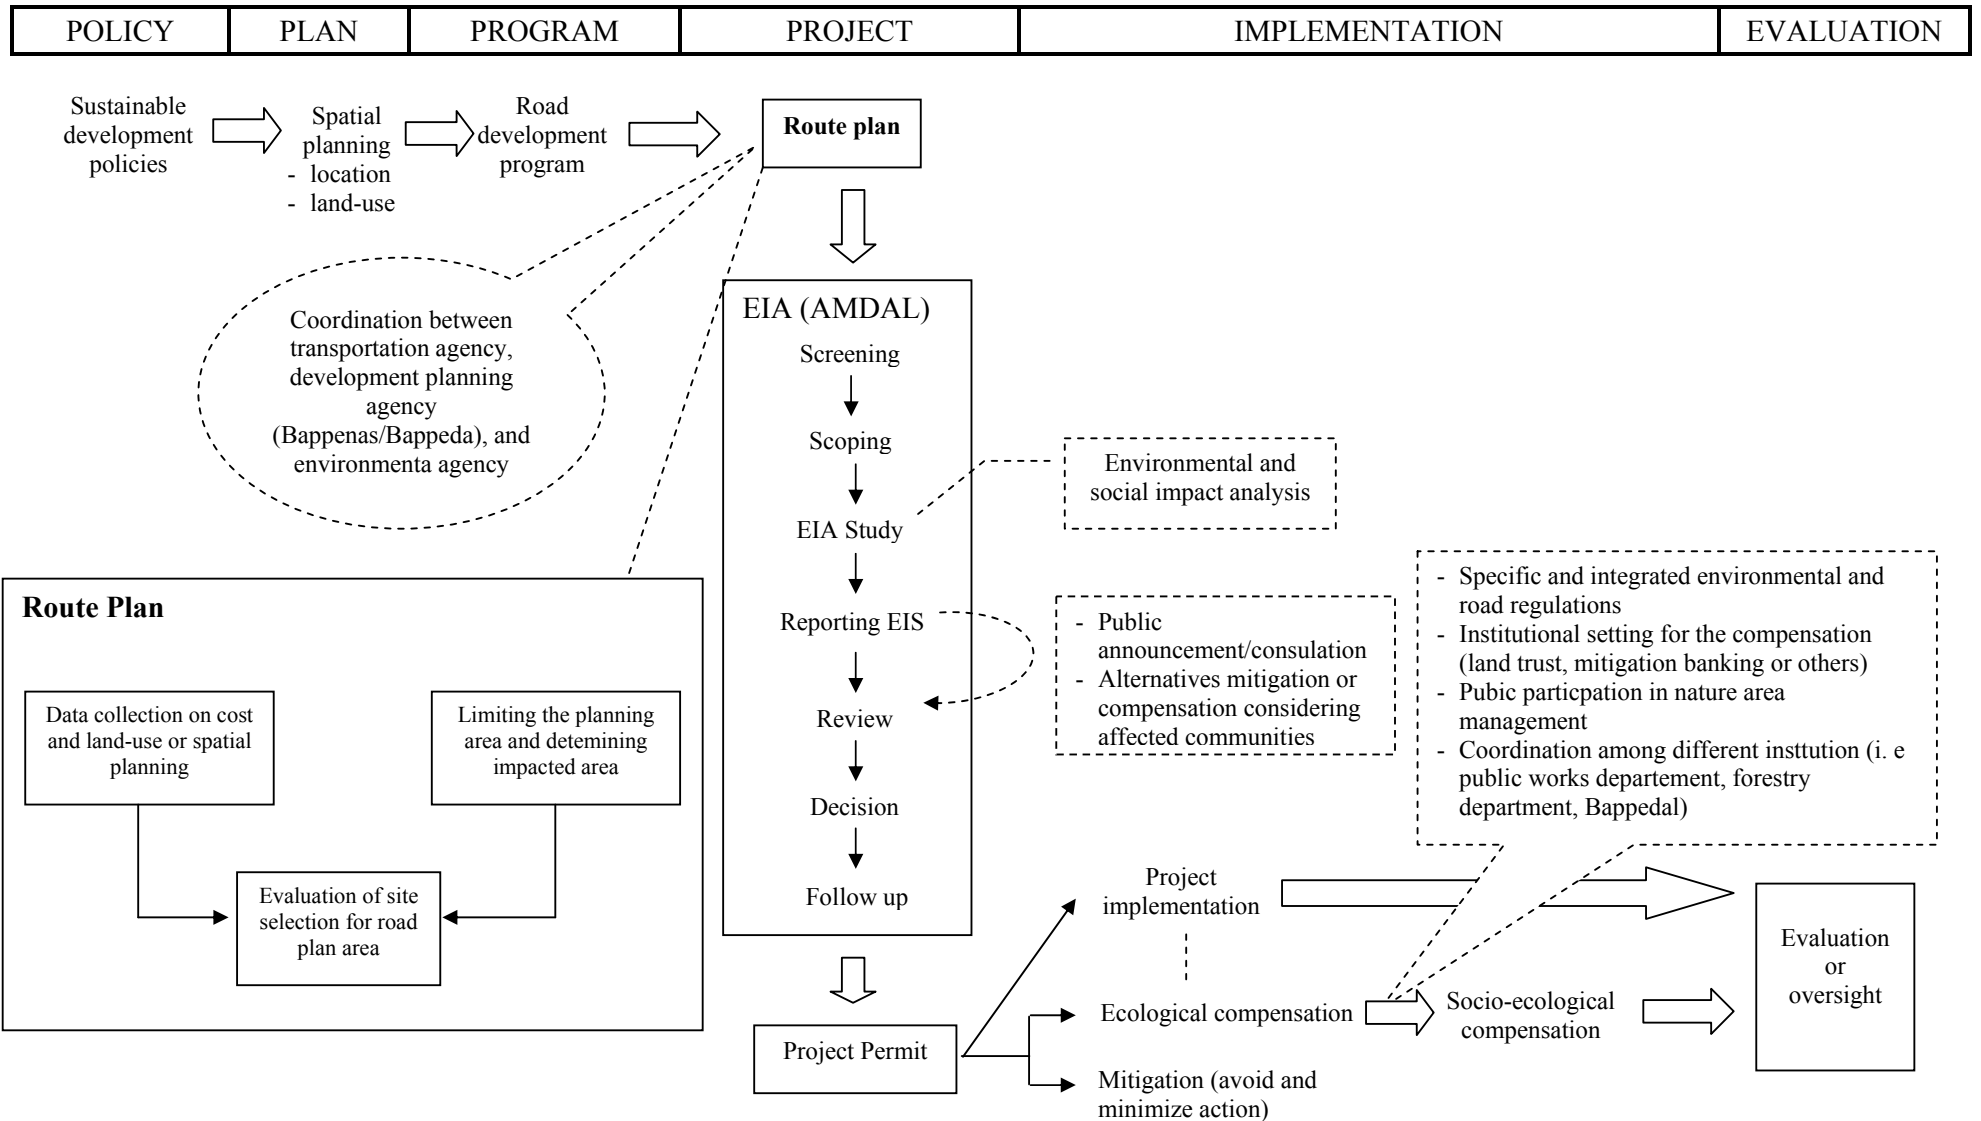 POLICY PLAN PROGRAM PROJECT IMPLEMENTATION EVALUATION
Sustainable
development
policies
Spatial
planning
- location
- land-use
Road
development
program
Route plan
Coordination between
transportation agency,
development planning
agency
(Bappenas/Bappeda), and
environmenta agency
EIA (AMDAL)
Screening
Scoping
EIA Study
Reporting EIS
Review
Decision
Follow up
Environmental and
social impact analysis
- Public
announcement/consulation
- Alternatives mitigation or
compensation considering
affected communities
- Specific and integrated environmental and
road regulations
- Institutional setting for the compensation
(land trust, mitigation banking or others)
- Pubic particpation in nature area
management
- Coordination among different insttution (i. e
public works departement, forestry
department, Bappedal)
Route Plan
Data collection on cost
and land-use or spatial
planning
Limiting the planning
area and detemining
impacted area
Evaluation of site
selection for road
plan area
Project Permit
Project
implementation
Ecological compensation
Mitigation (avoid and
minimize action)
Socio-ecological
compensation
Evaluation
or
oversight